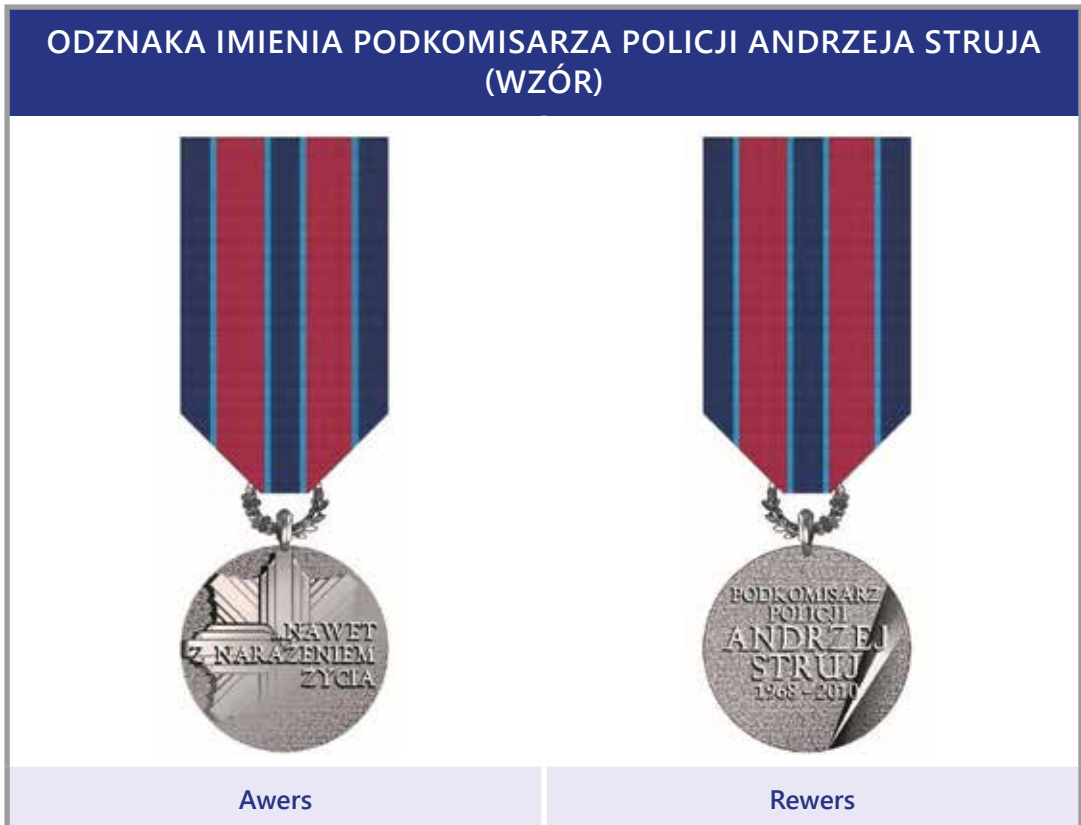 ODZNAKA IMIENIA PODKOMISARZA POLICJI ANDRZEJA STRUJA
(WZÓR)
...NAWET
Z NARAŻENIEM
ŻYCIA
PODKOMISARZ
POLICJI
ANDRZEJ
STRUJ
1968 - 2010
Awers
Rewers